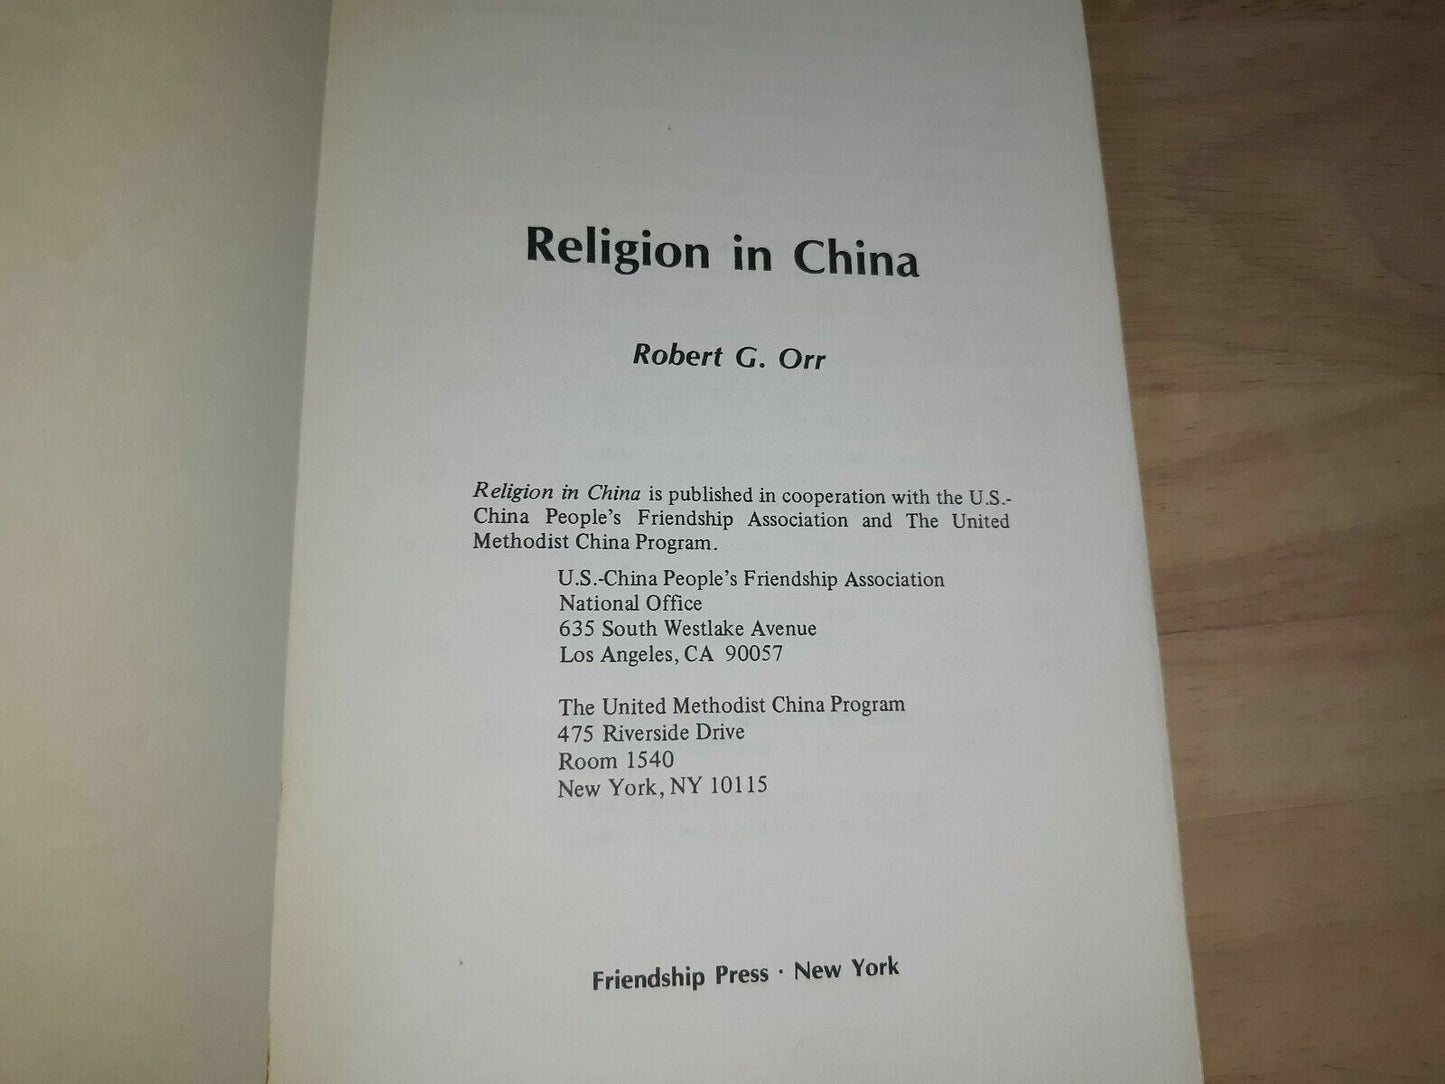 Religion in China
Robert G. Orr
Religion in China is published in cooperation with the U.S.-
China People's Friendship Association and The United
Methodist China Program.
U.S.-China People's Friendship Association
National Office
635 South Westlake Avenue
Los Angeles, CA 90057
The United Methodist China Program
475 Riverside Drive
Room 1540
New York, NY 10115
Friendship Press · New York